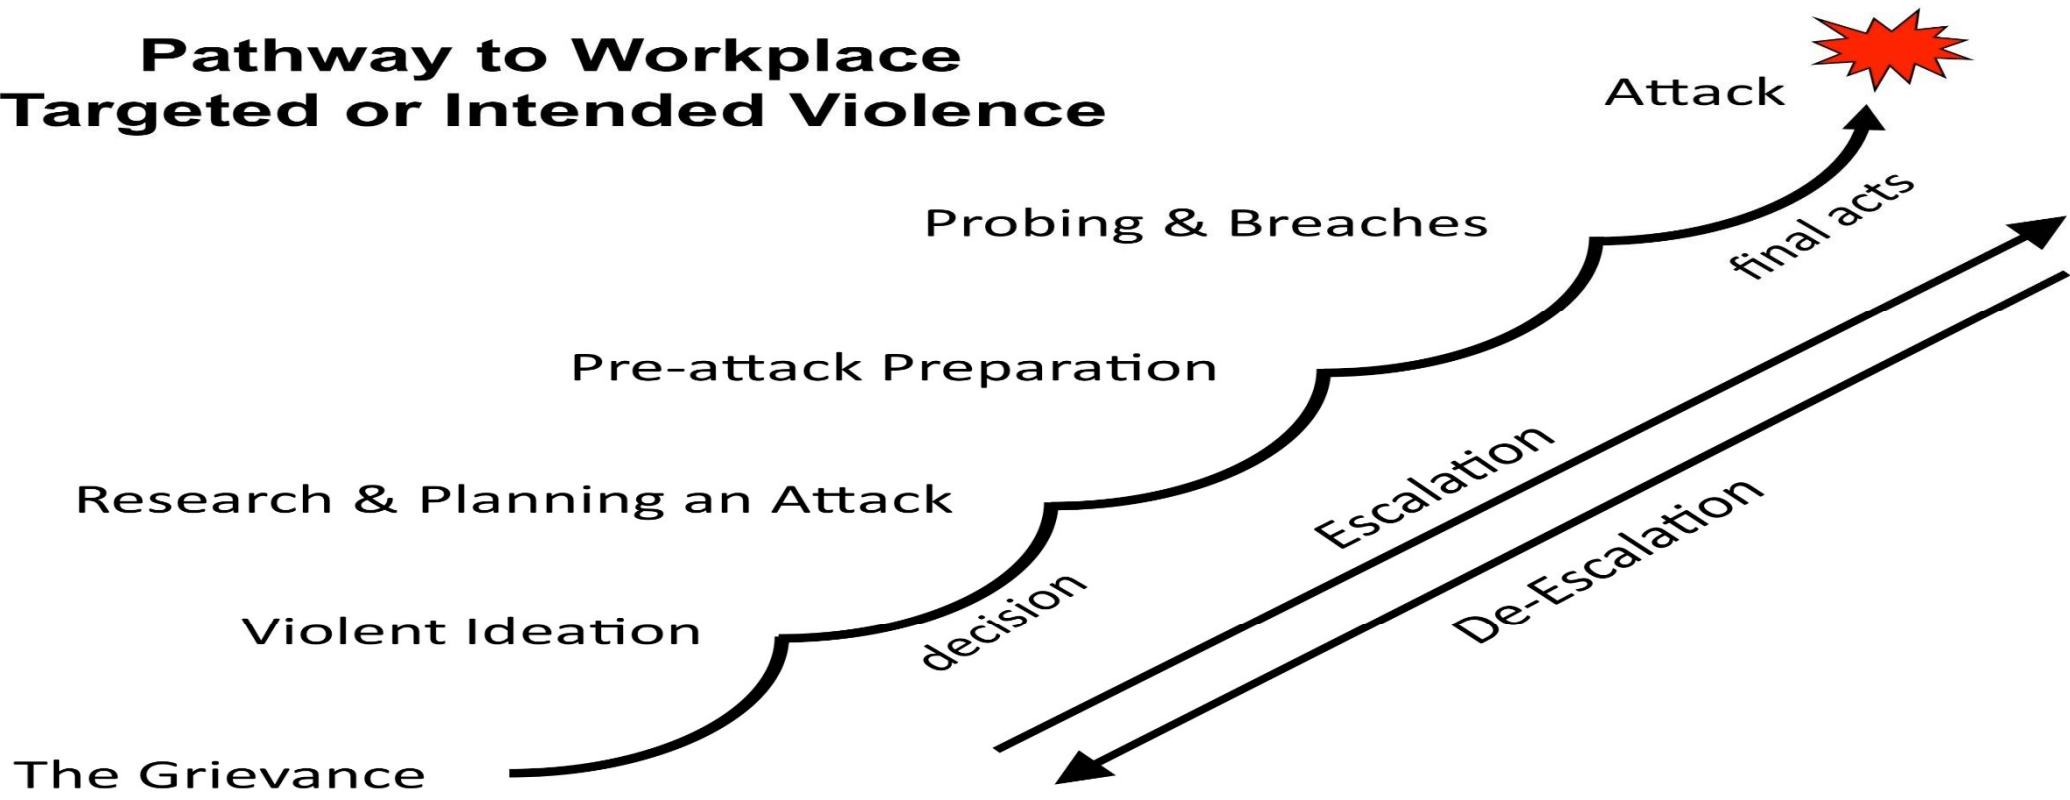 Pathway to Workplace
Targeted or Intended Violence
Attack
final acts
Probing & Breaches
Pre-attack Preparation
Escalation
De-Escalation
Research & Planning an Attack
decision
Violent Ideation
The Grievance